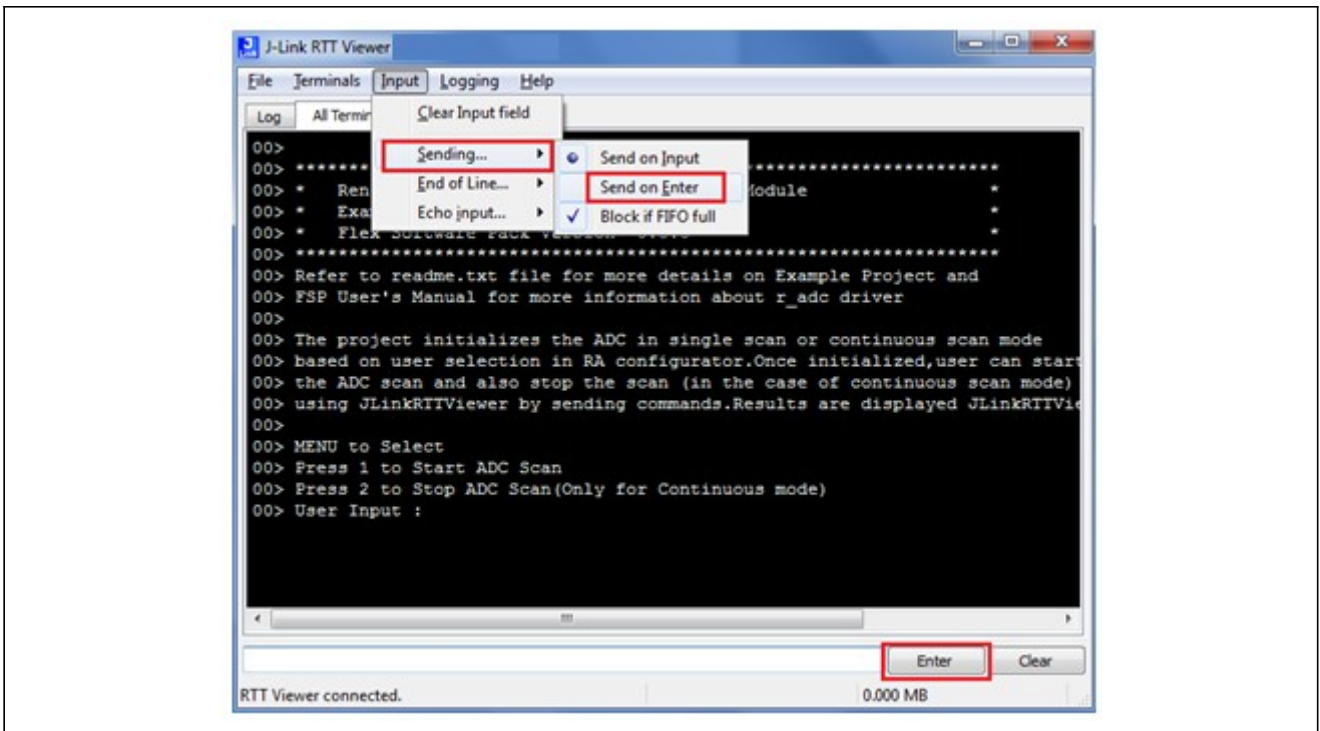 J-Link RTT Viewer
File Terminals Input Logging Help
Log All Termin
Clear Input field
Sending...
End of Line...
Echo input...
Send on Input
Send on Enter
Block if FIFO full
00>
00> ***********************************************************************
00> * Ren Module *
00> * Exa *
00> * Flex Software Pack Version *
00> ***********************************************************************
00> Refer to readme.txt file for more details on Example Project and
00> FSP User's Manual for more information about r_adc driver
00>
00> The project initializes the ADC in single scan or continuous scan mode
00> based on user selection in RA configurator.Once initialized,user can start
00> the ADC scan and also stop the scan (in the case of continuous scan mode)
00> using JLinkRTTViewer by sending commands.Results are displayed JLinkRTTVie
00>
00> MENU to Select
00> Press 1 to Start ADC Scan
00> Press 2 to Stop ADC Scan(Only for Continuous mode)
00> User Input :
Enter Clear
RTT Viewer connected. 0.000 MB